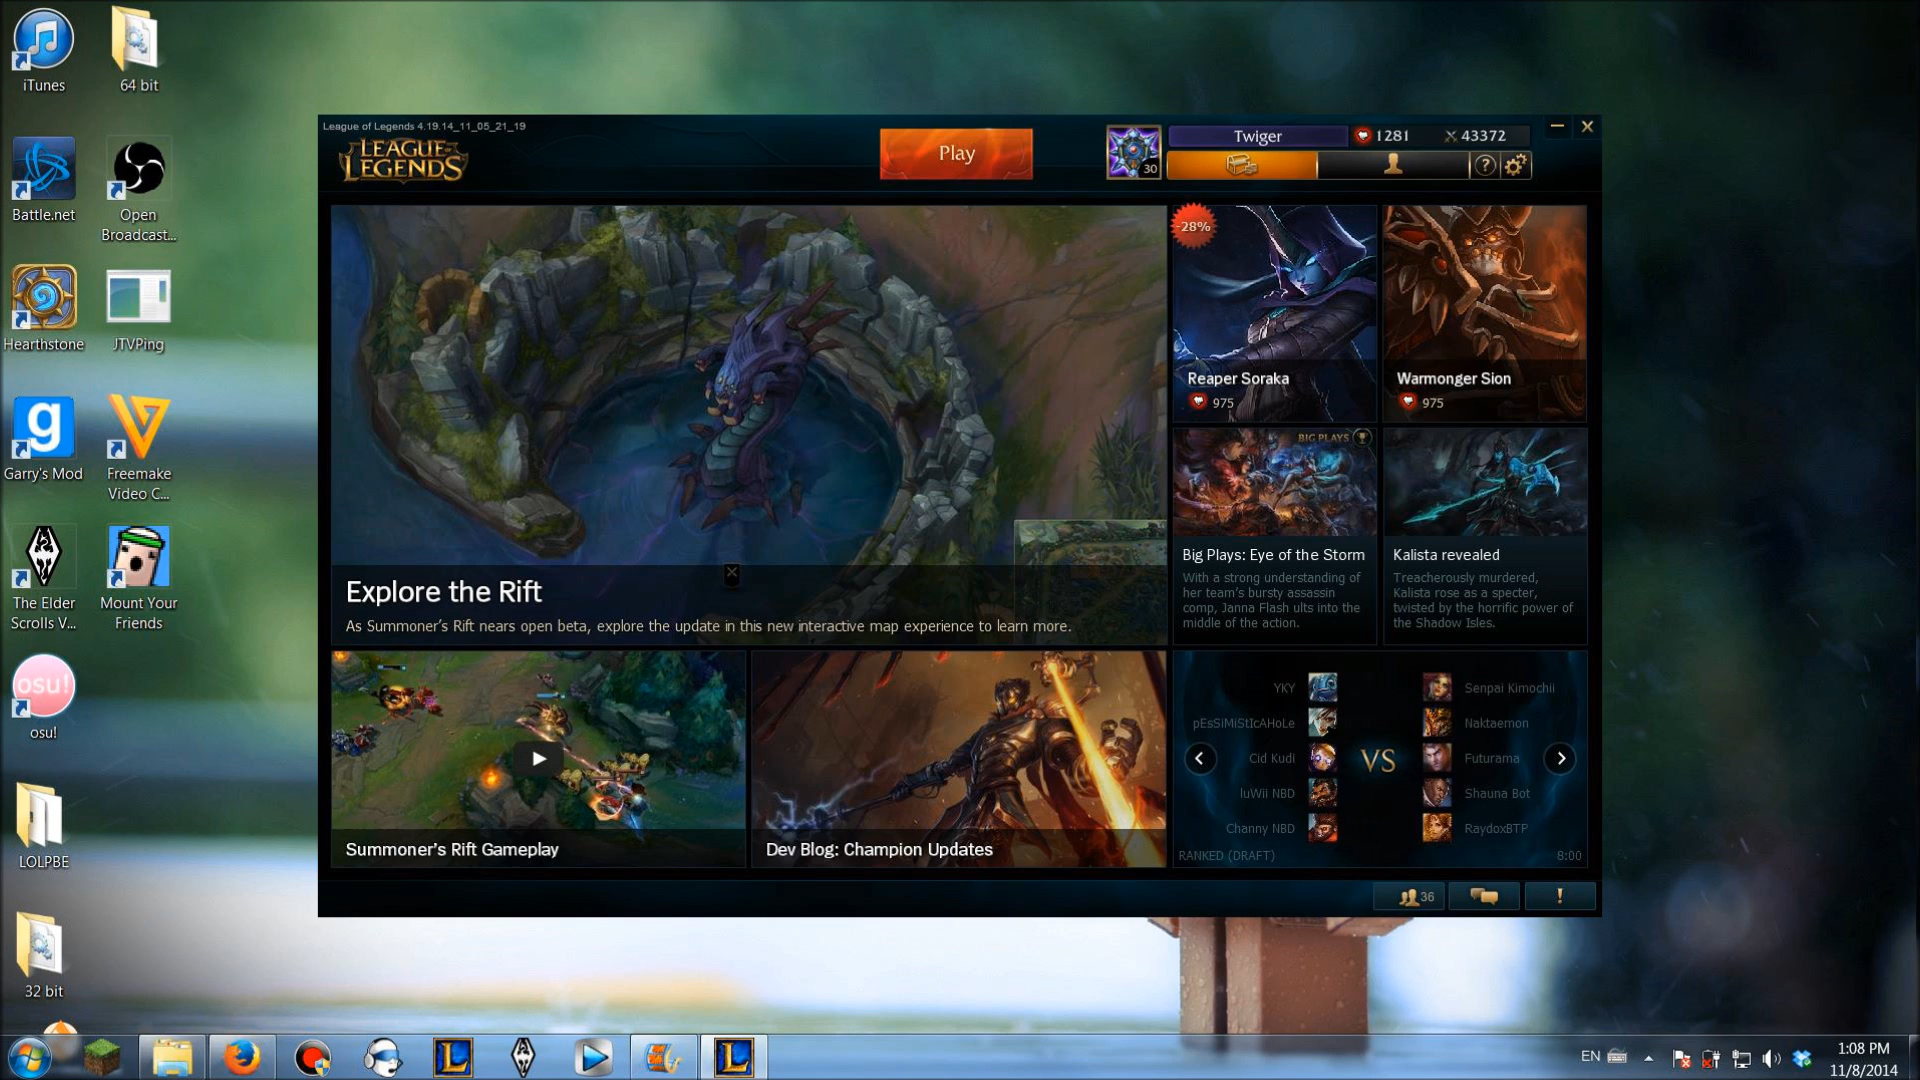 iTunes
64 bit
Battle.net
Open
Broadcast...
Hearthstone
JTVPing
g
Garry's Mod
Freemake
Video C...
The Elder
Scrolls V...
Mount Your
Friends
osu!
osu!
LOLPBE
32 bit
League of Legends 4.19.14_11_05_21_19
LEAGUE OF
LEGENDS
Play
30
Twiger
1281
43372
?
-28%
Reaper Soraka
975
Warmonger Sion
975
Explore the Rift
As Summoner's Rift nears open beta, explore the update in this new interactive map experience to learn more.
BIG PLAYS
Big Plays: Eye of the Storm
With a strong understanding of
her team's bursty assassin
comp, Janna Flash ults into the
middle of the action.
Kalista revealed
Treacherously murdered,
Kalista rose as a specter,
twisted by the horrific power of
the Shadow Isles.
Summoner's Rift Gameplay
Dev Blog: Champion Updates
YKY
pEsSiMiStIcAHoLe
Cid Kudi
luWii NBD
Channy NBD
VS
Senpai Kimochii
Naktaemon
Futurama
Shauna Bot
RaydoxBTP
RANKED (DRAFT)
8:00
36
!
L
L
EN
1:08 PM
11/8/2014